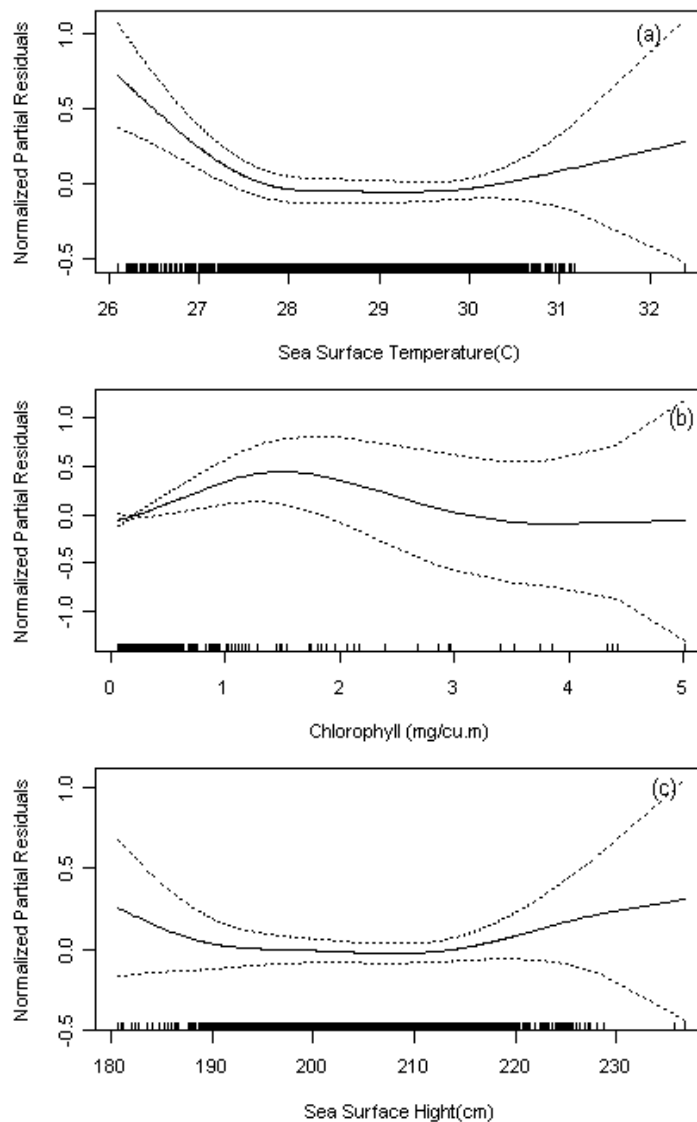 (a)
Normalized Partial Residuals
1.0
0.5
0.0
-0.5
26 27 28 29 30 31 32
Sea Surface Temperature(C)
(b)
Normalized Partial Residuals
1.0
0.5
0.0
-0.5
-1.0
0 1 2 3 4 5
Chlorophyll (mg/cu.m)
(c)
Normalized Partial Residuals
1.0
0.5
0.0
-0.5
180 190 200 210 220 230
Sea Surface Hight(cm)